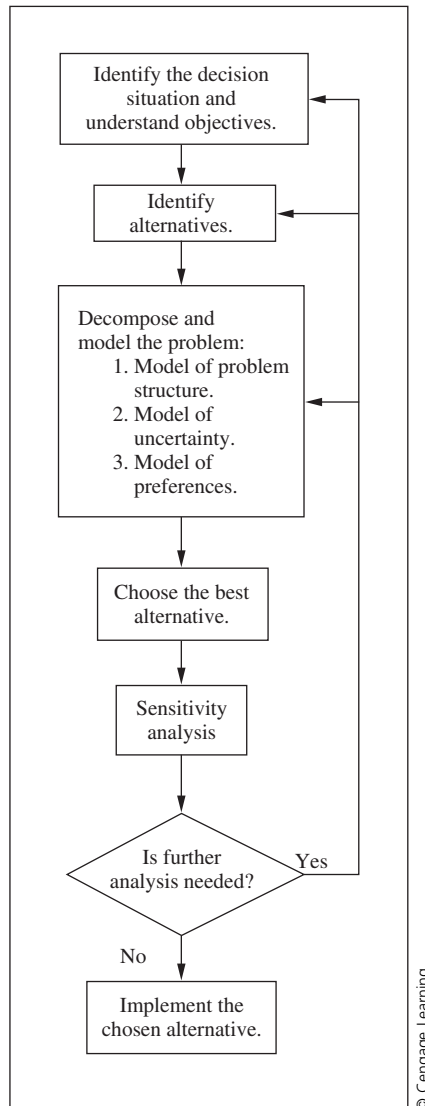 Identify the decision
situation and
understand objectives.
Identify
alternatives.
Decompose and
model the problem:
1. Model of problem
structure.
2. Model of
uncertainty.
3. Model of
preferences.
Choose the best
alternative.
Sensitivity
analysis
Is further
analysis needed?
Yes
No
Implement the
chosen alternative.
© Cengage Learning